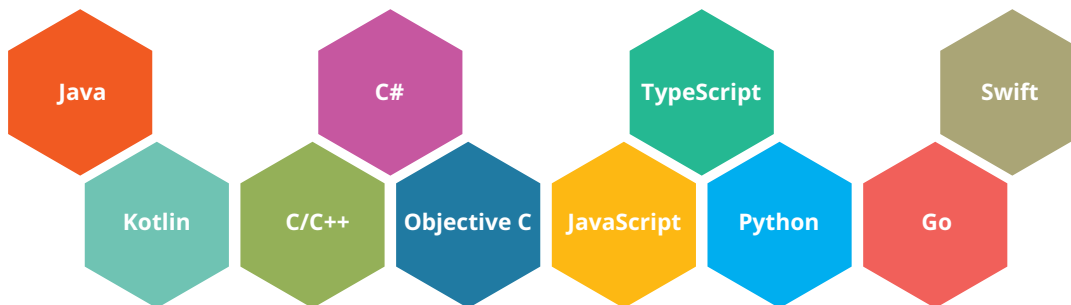 Java
C#
TypeScript
Swift
Kotlin
C/C++
Objective C
JavaScript
Python
Go